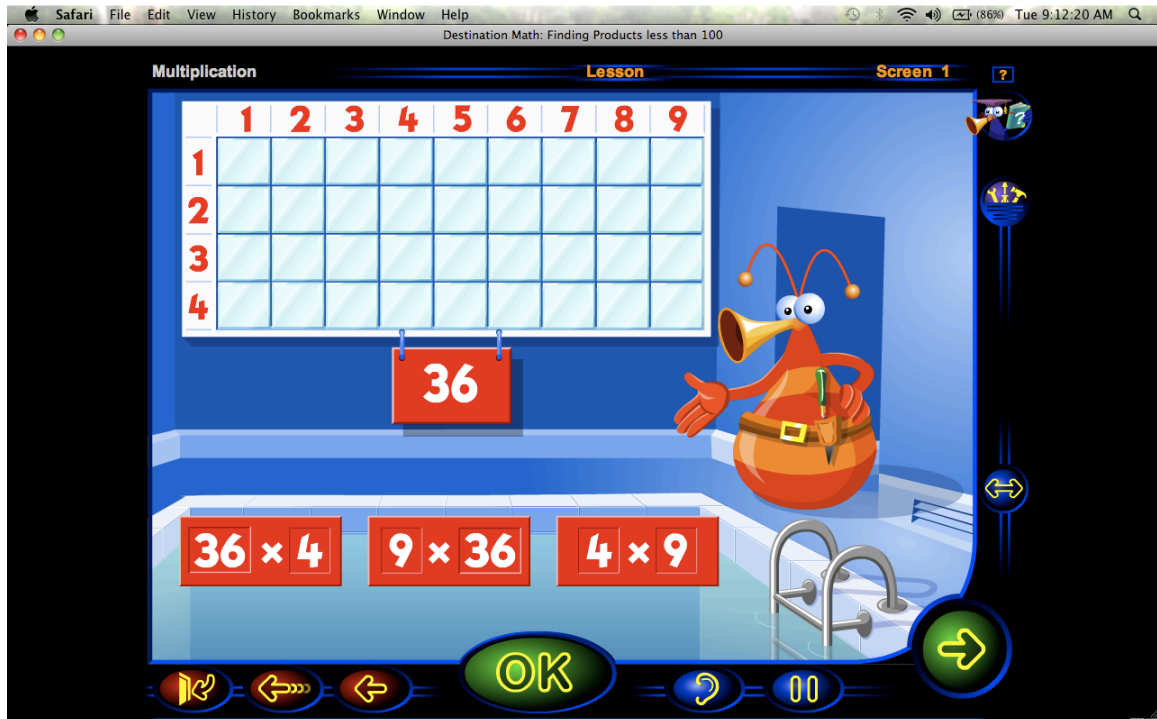 Safari File Edit View History Bookmarks Window Help (86%) Tue 9:12:20 AM
Destination Math: Finding Products less than 100
Multiplication Lesson Screen 1 ?
?
1 2 3 4 5 6 7 8 9
1
2
3
4
36
36 × 4 9 × 36 4 × 9
OK